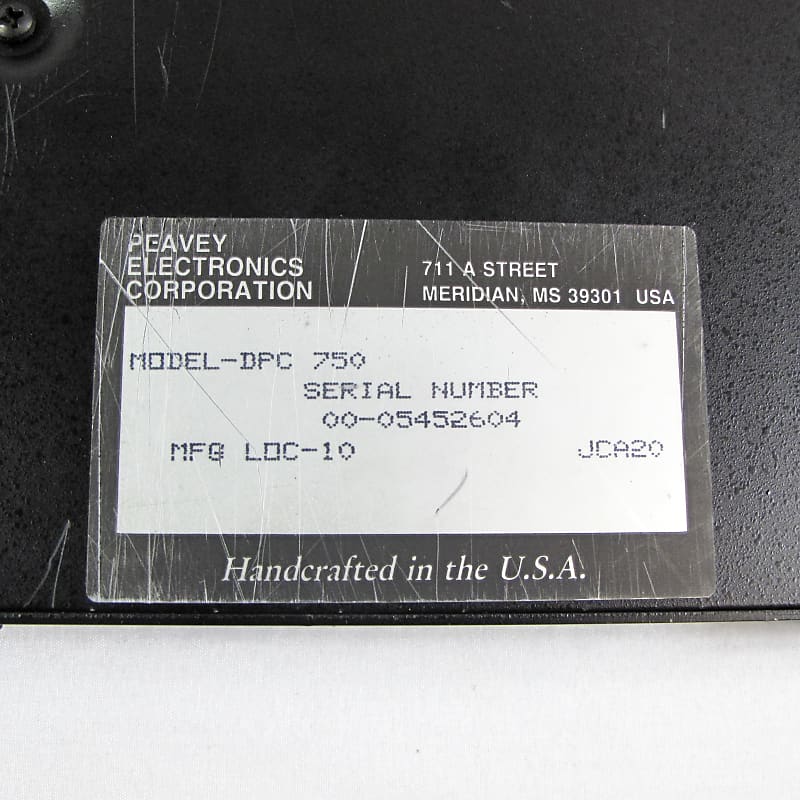 PEAVEY
ELECTRONICS
CORPORATION
711 A STREET
MERIDIAN, MS 39301 USA
MODEL-DPC 750
SERIAL NUMBER
00-05452604
MFG LOC-10 JCA20
Handcrafted in the U.S.A.